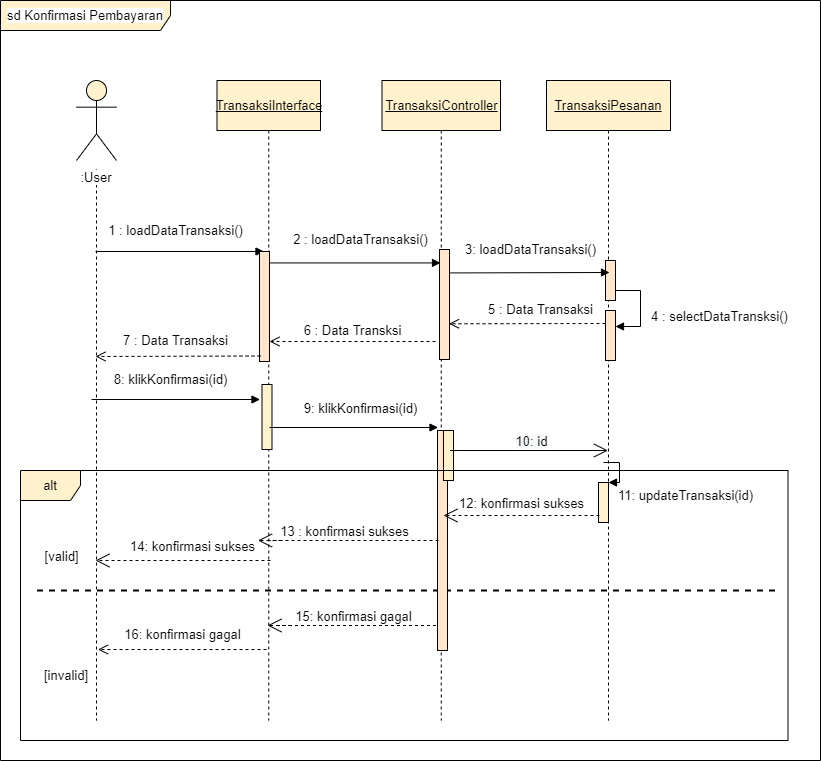 sd Konfirmasi Pembayaran
TransaksiInterface
TransaksiController
TransaksiPesanan
:User
1 : loadDataTransaksi()
2 : loadDataTransaksi()
3: loadDataTransaksi()
4 : selectDataTransksi()
5 : Data Transaksi
6 : Data Transksi
7 : Data Transaksi
8: klikKonfirmasi(id)
9: klikKonfirmasi(id)
10: id
alt
11: updateTransaksi(id)
12: konfirmasi sukses
13 : konfirmasi sukses
14: konfirmasi sukses
[valid]
15: konfirmasi gagal
16: konfirmasi gagal
[invalid]